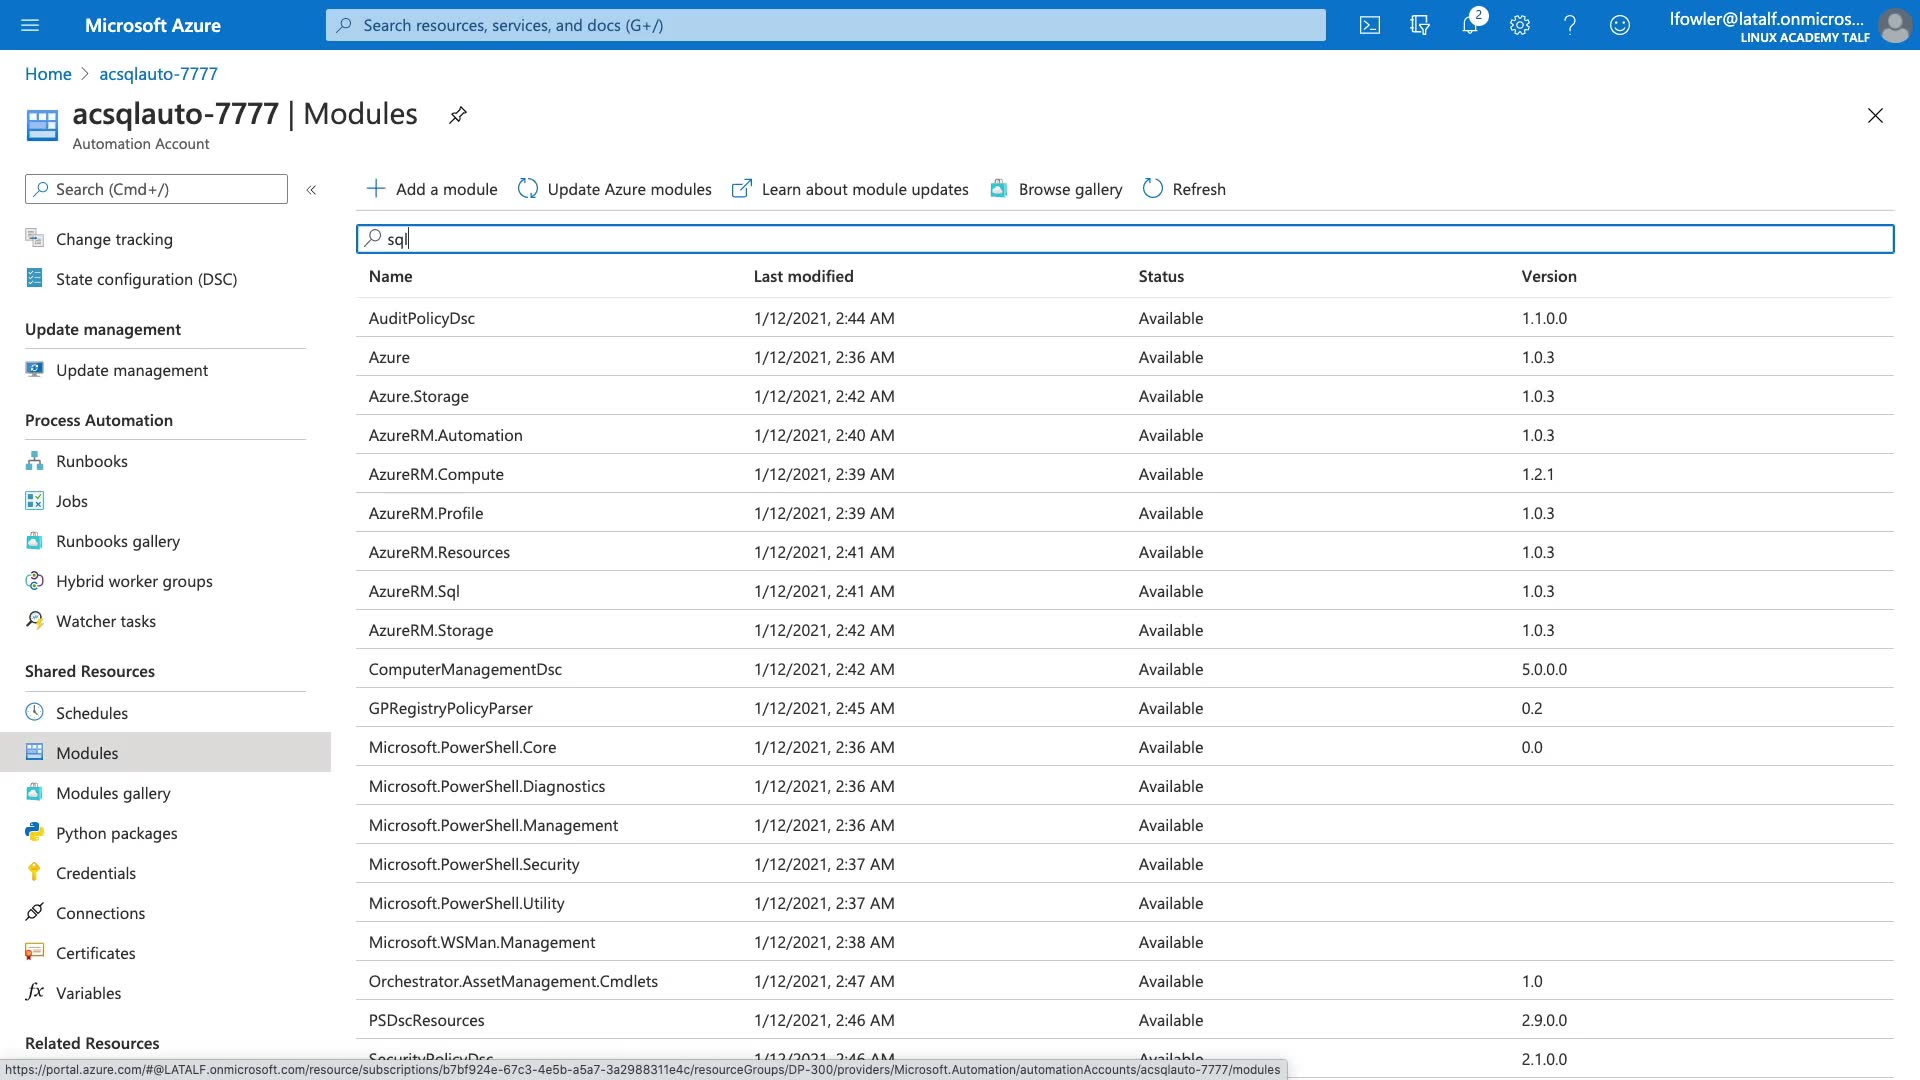 Microsoft Azure
Search resources, services, and docs (G+/)
2
lfowler@latalf.onmicros...
LINUX ACADEMY TALF
Home > acsqlauto-7777
acsqlauto-7777 | Modules
Automation Account
Search (Cmd+/)
«
Add a module
Update Azure modules
Learn about module updates
Browse gallery
Refresh
Change tracking
State configuration (DSC)
Update management
Update management
Process Automation
Runbooks
Jobs
Runbooks gallery
Hybrid worker groups
Watcher tasks
Shared Resources
Schedules
Modules
Modules gallery
Python packages
Credentials
Connections
Certificates
Variables
Related Resources
sql
Name Last modified Status Version
AuditPolicyDsc 1/12/2021, 2:44 AM Available 1.1.0.0
Azure 1/12/2021, 2:36 AM Available 1.0.3
Azure.Storage 1/12/2021, 2:42 AM Available 1.0.3
AzureRM.Automation 1/12/2021, 2:40 AM Available 1.0.3
AzureRM.Compute 1/12/2021, 2:39 AM Available 1.2.1
AzureRM.Profile 1/12/2021, 2:39 AM Available 1.0.3
AzureRM.Resources 1/12/2021, 2:41 AM Available 1.0.3
AzureRM.Sql 1/12/2021, 2:41 AM Available 1.0.3
AzureRM.Storage 1/12/2021, 2:42 AM Available 1.0.3
ComputerManagementDsc 1/12/2021, 2:42 AM Available 5.0.0.0
GPRegistryPolicyParser 1/12/2021, 2:45 AM Available 0.2
Microsoft.PowerShell.Core 1/12/2021, 2:36 AM Available 0.0
Microsoft.PowerShell.Diagnostics 1/12/2021, 2:36 AM Available
Microsoft.PowerShell.Management 1/12/2021, 2:36 AM Available
Microsoft.PowerShell.Security 1/12/2021, 2:37 AM Available
Microsoft.PowerShell.Utility 1/12/2021, 2:37 AM Available
Microsoft.WSMan.Management 1/12/2021, 2:38 AM Available
Orchestrator.AssetManagement.Cmdlets 1/12/2021, 2:47 AM Available 1.0
PSDscResources 1/12/2021, 2:46 AM Available 2.9.0.0
SecurityPolicyDsc 1/12/2021, 2:46 AM Available 2.1.0.0
https://portal.azure.com/#@LATALF.onmicrosoft.com/resource/subscriptions/b7bf924e-67c3-4e5b-a5a7-3a2988311e4c/resourceGroups/DP-300/providers/Microsoft.Automation/automationAccounts/acsqlauto-7777/modules